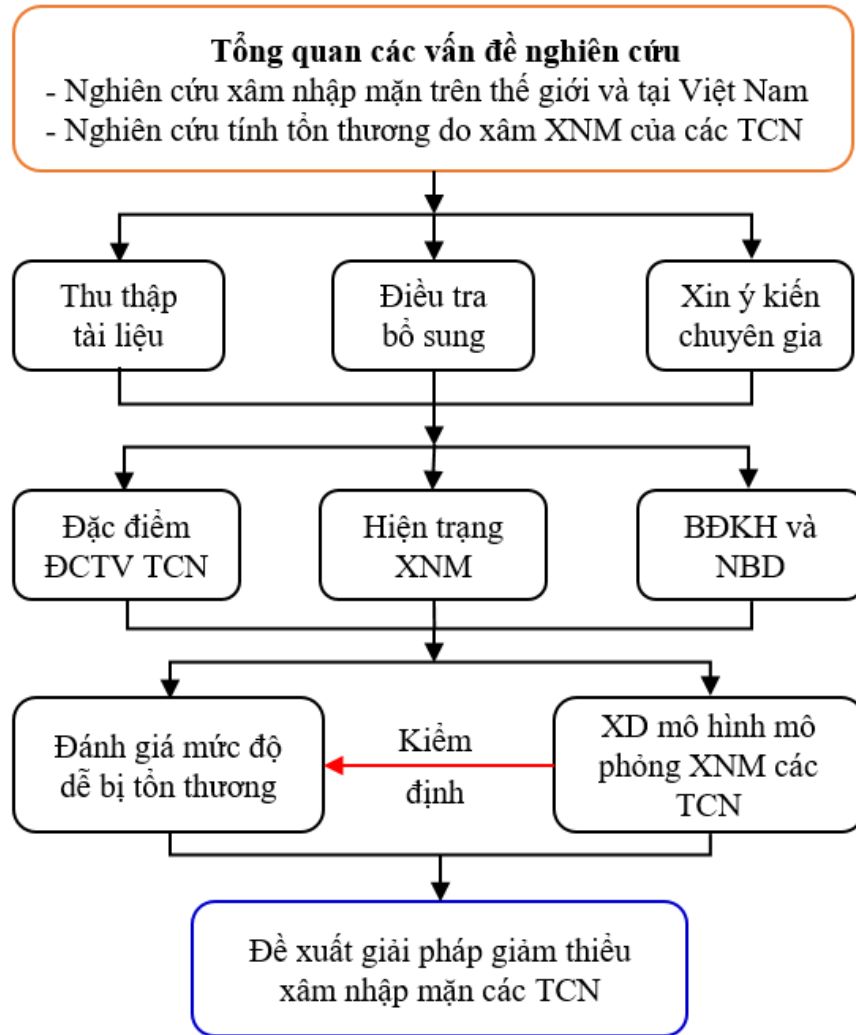 Tổng quan các vấn đề nghiên cứu
- Nghiên cứu xâm nhập mặn trên thế giới và tại Việt Nam
- Nghiên cứu tính tổn thương do xâm XNM của các TCN
Thu thập
tài liệu
Điều tra
bổ sung
Xin ý kiến
chuyên gia
Đặc điểm
ĐCTV TCN
Hiện trạng
XNM
BĐKH và
NBD
Đánh giá mức độ
dễ bị tổn thương
Kiểm
định
XD mô hình mô
phỏng XNM các
TCN
Đề xuất giải pháp giảm thiểu
xâm nhập mặn các TCN